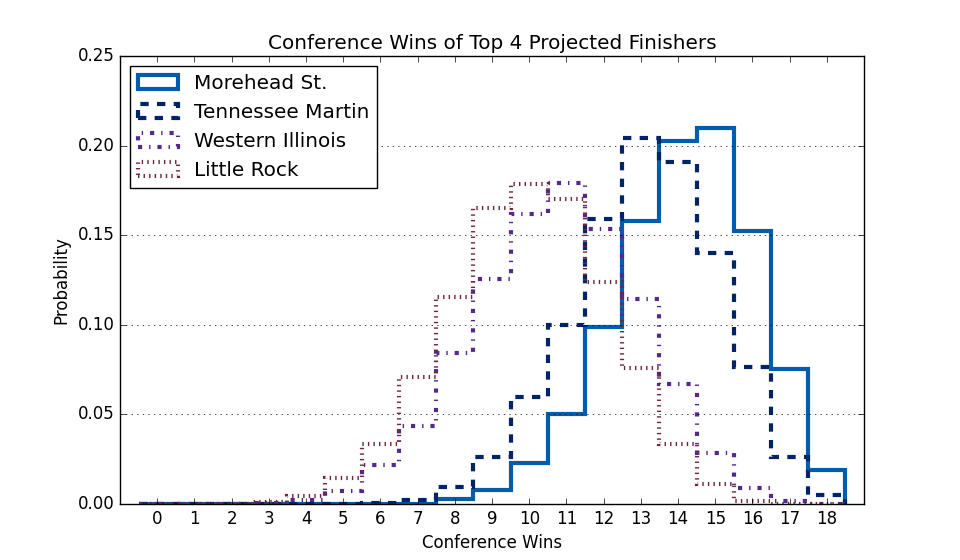 Conference Wins of Top 4 Projected Finishers
Morehead St.
Tennessee Martin
Western Illinois
Little Rock
0.25
0.20
0.15
0.10
0.05
0.00
Probability
0 1 2 3 4 5 6 7 8 9 10 11 12 13 14 15 16 17 18
Conference Wins